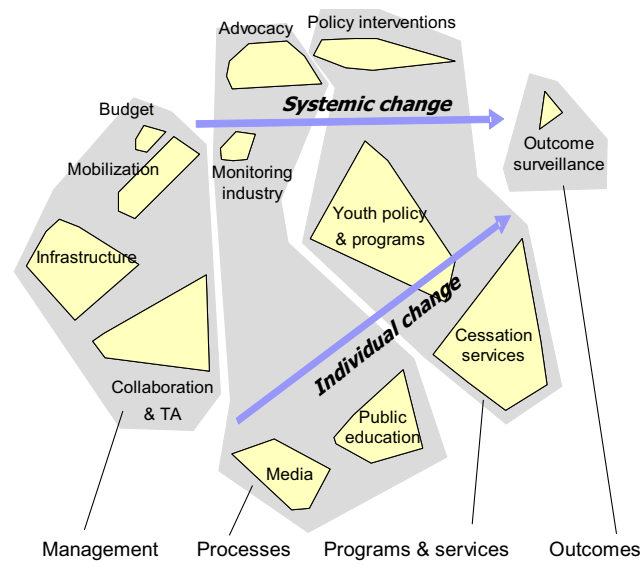 Advocacy
Policy interventions
Budget
Systemic change
Mobilization
Monitoring
industry
Outcome
surveillance
Youth policy
& programs
Infrastructure
Individual change
Cessation
services
Collaboration
& TA
Public
education
Media
Management
Processes
Programs & services
Outcomes